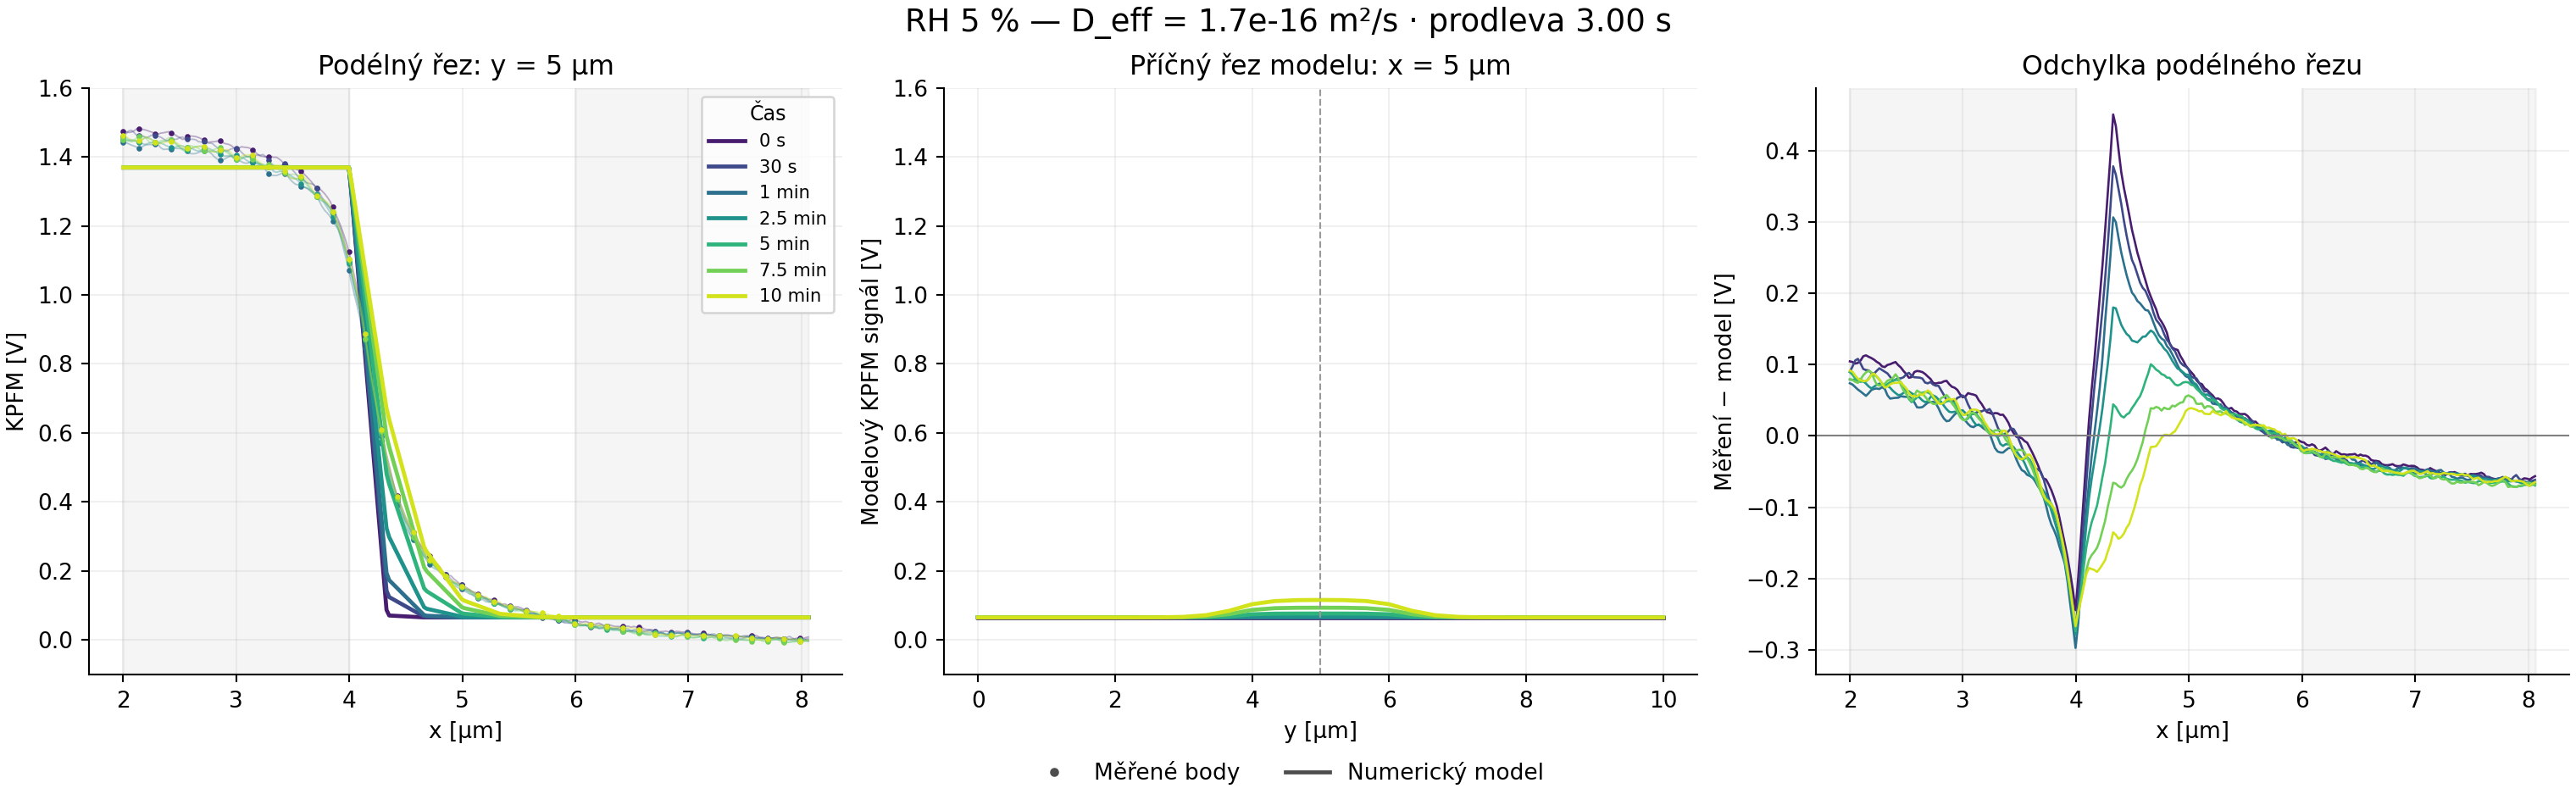 RH 5 % — D_eff = 1.7e-16 m²/s · prodleva 3.00 s
Podélný řez: y = 5 µm
KPFM [V]
1.6
1.4
1.2
1.0
0.8
0.6
0.4
0.2
0.0
2 3 4 5 6 7 8
x [µm]
Čas
0 s
30 s
1 min
2.5 min
5 min
7.5 min
10 min
Příčný řez modelu: x = 5 µm
Modelový KPFM signál [V]
1.6
1.4
1.2
1.0
0.8
0.6
0.4
0.2
0.0
0 2 4 6 8 10
y [µm]
Odchylka podélného řezu
Měření − model [V]
0.4
0.3
0.2
0.1
0.0
−0.1
−0.2
−0.3
2 3 4 5 6 7 8
x [µm]
Měřené body Numerický model